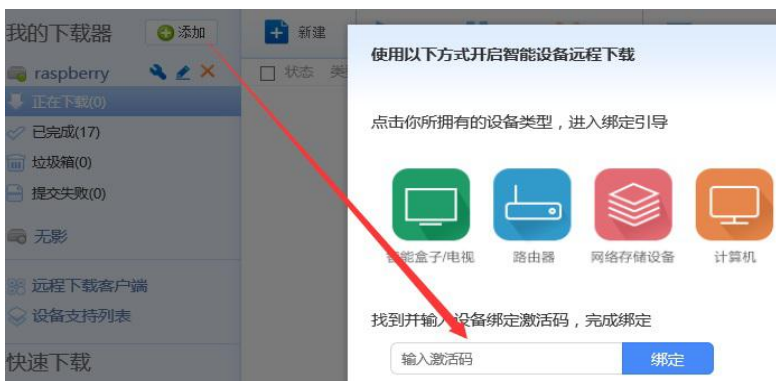 我的下载器 添加
raspberry
正在下载(0)
已完成(17)
垃圾箱(0)
提交失败(0)
无影
远程下载客户端
设备支持列表
快速下载
新建
状态 类
使用以下方式开启智能设备远程下载
点击你所拥有的设备类型，进入绑定引导
智能盒子/电视 路由器 网络存储设备 计算机
找到并输入设备绑定激活码，完成绑定
输入激活码 绑定